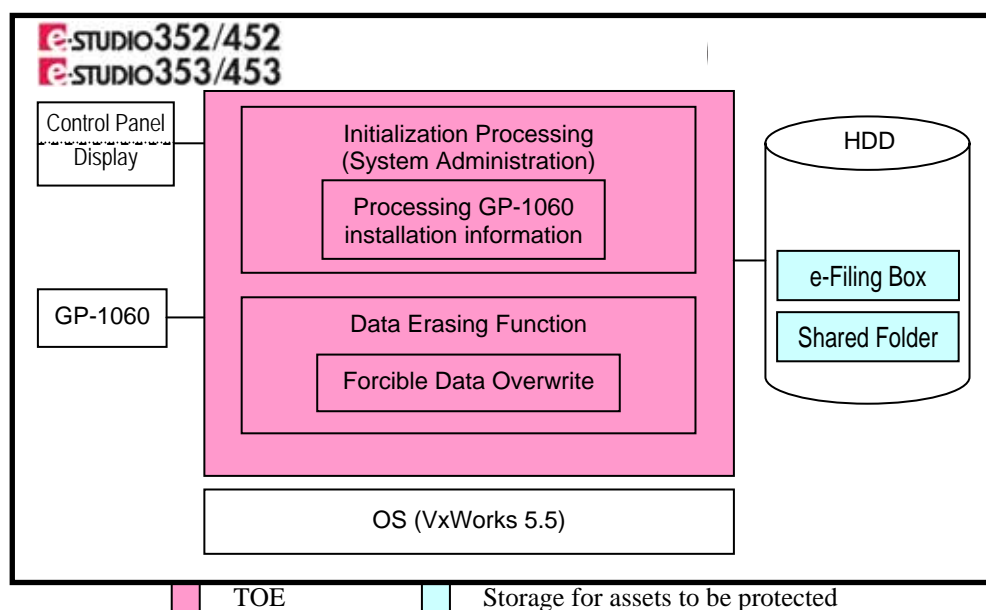 e-STUDIO352/452
e-STUDIO353/453
Control Panel
Display
GP-1060
Initialization Processing
(System Administration)
Processing GP-1060
installation information
Data Erasing Function
Forcible Data Overwrite
HDD
e-Filing Box
Shared Folder
OS (VxWorks 5.5)
TOE
Storage for assets to be protected